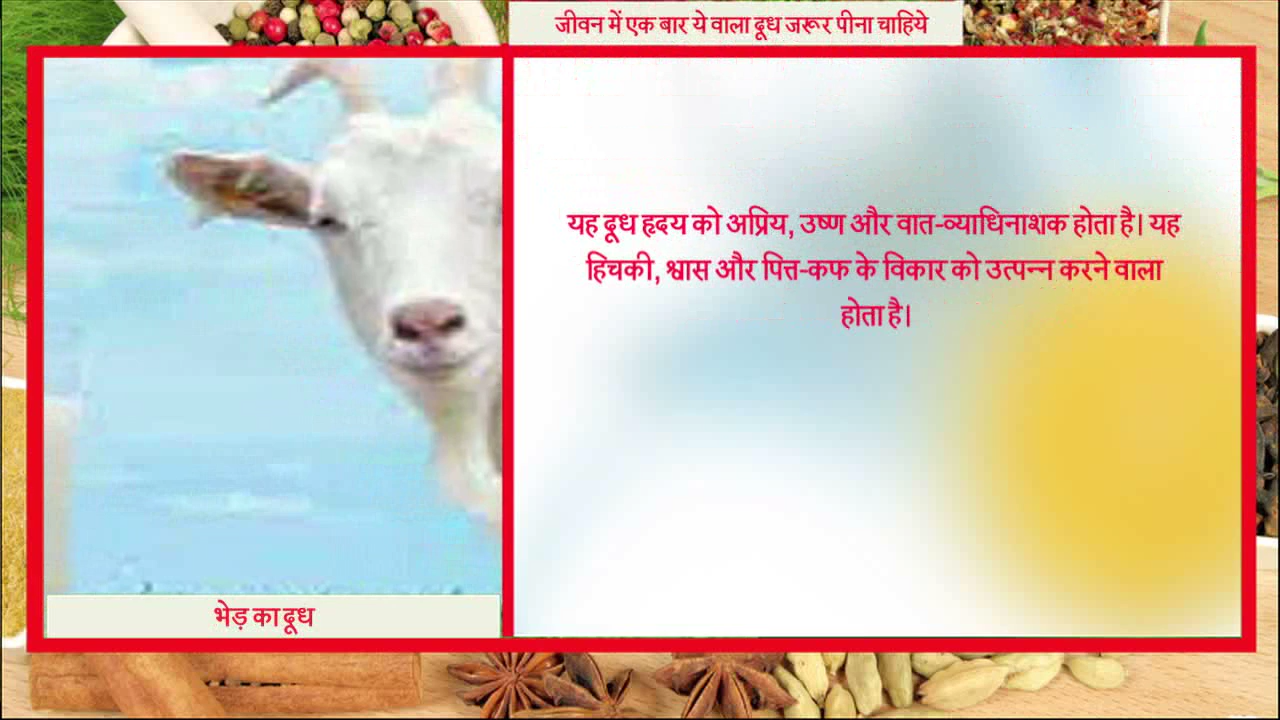 जीवन में एक बार ये वाला दूध जरूर पीना चाहिये
यह दूध हृदय को अप्रिय, उष्ण और वात-व्याधिनाशक होता है। यह
हिचकी, श्वास और पित्त-कफ के विकार को उत्पन्न करने वाला
होता है।
भेड़ का दूध